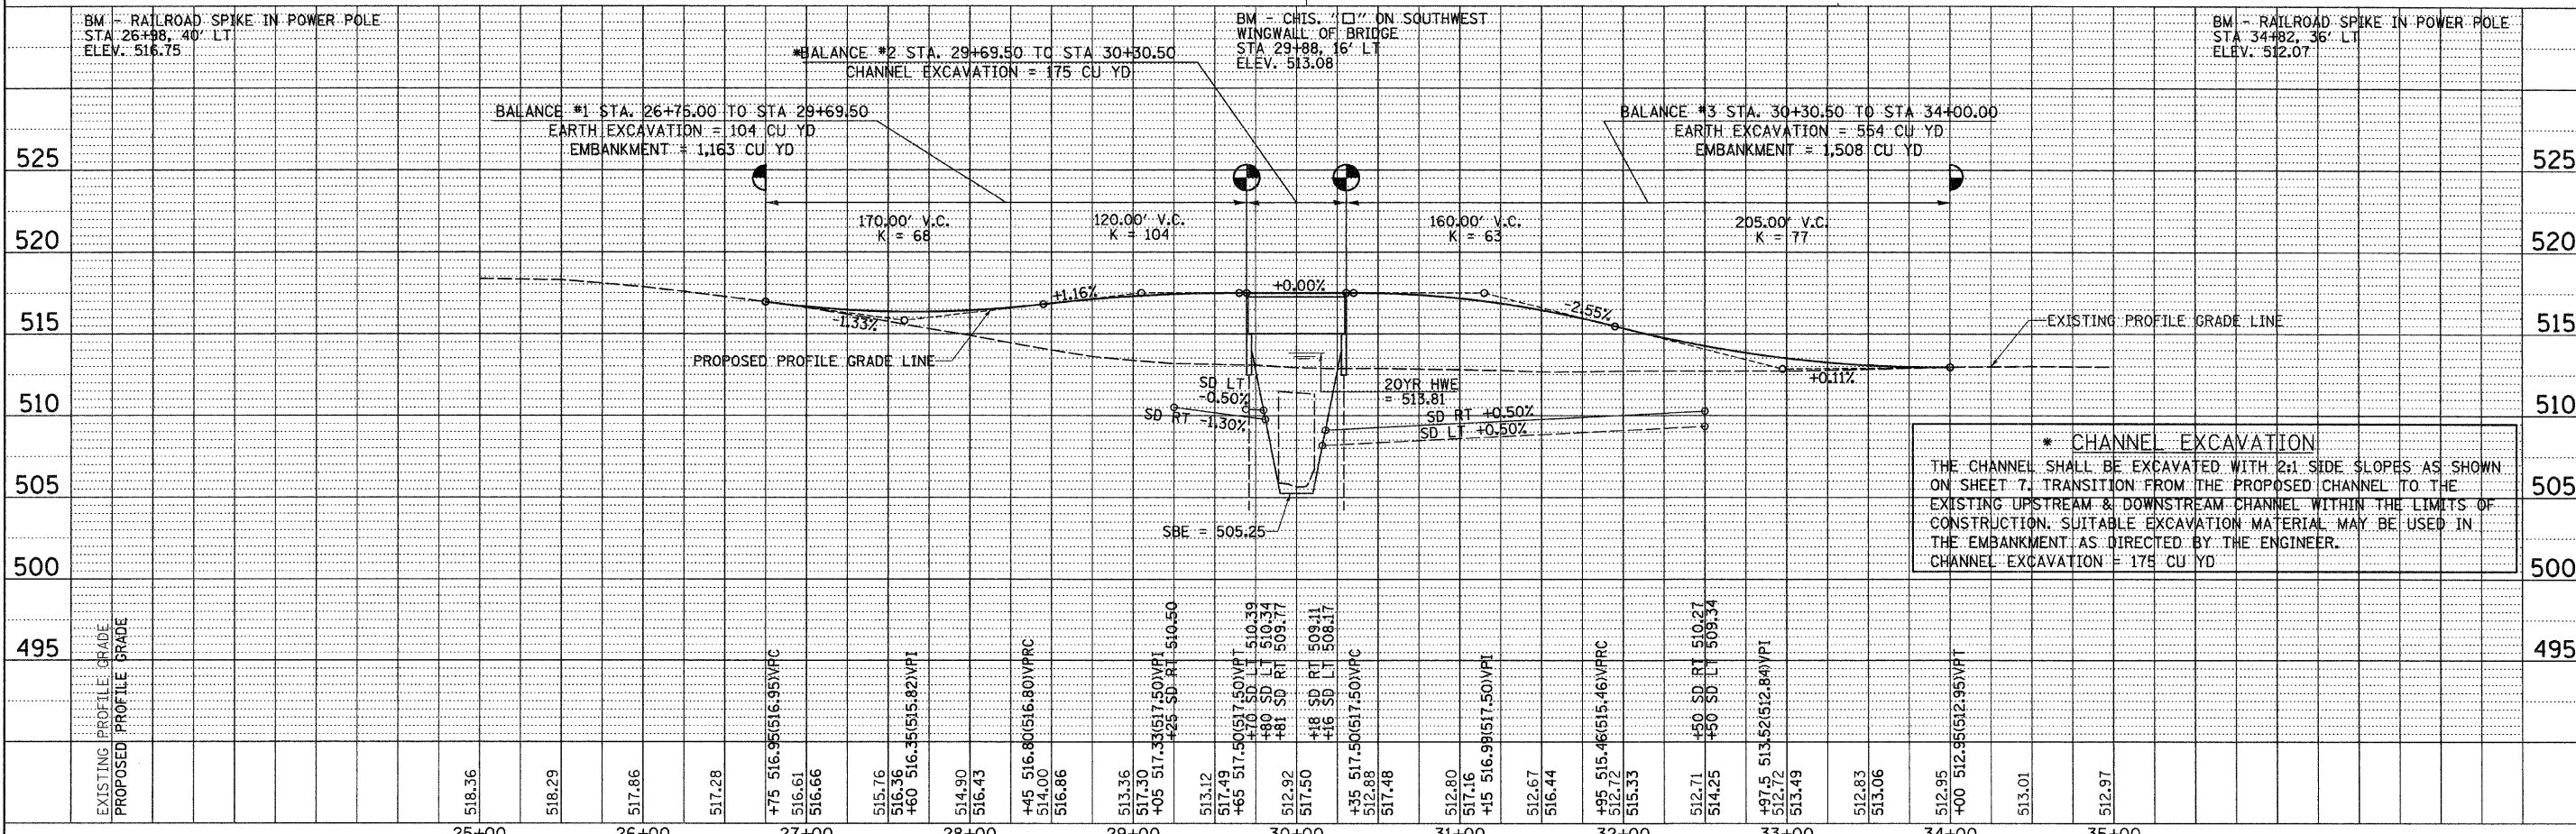 BM - RAILROAD SPIKE IN POWER POLE
STA 26+98, 40' LT
ELEV. 516.75
BM - CHIS. "□" ON SOUTHWEST
WINGWALL OF BRIDGE
STA 29+88, 16' LT
ELEV. 513.08
BM - RAILROAD SPIKE IN POWER POLE
STA 34+82, 36' LT
ELEV. 512.07
*BALANCE #2 STA. 29+69.50 TO STA 30+30.50
CHANNEL EXCAVATION = 175 CU YD
BALANCE #1 STA. 26+75.00 TO STA 29+69.50
EARTH EXCAVATION = 104 CU YD
EMBANKMENT = 1,163 CU YD
BALANCE #3 STA. 30+30.50 TO STA 34+00.00
EARTH EXCAVATION = 554 CU YD
EMBANKMENT = 1,508 CU YD
525
525
170.00' V.C.
K = 68
120.00' V.C.
K = 104
160.00' V.C.
K = 63
205.00' V.C.
K = 77
520
520
+1.16%
+0.00%
-2.55%
-1.33%
515
515
EXISTING PROFILE GRADE LINE
PROPOSED PROFILE GRADE LINE
+0.11%
SD LT
-0.50%
SD RT -1.30%
20YR HWE
= 513.81
SD RT +0.50%
SD LT +0.50%
510
510
* CHANNEL EXCAVATION
THE CHANNEL SHALL BE EXCAVATED WITH 2:1 SIDE SLOPES AS SHOWN
ON SHEET 7. TRANSITION FROM THE PROPOSED CHANNEL TO THE
EXISTING UPSTREAM & DOWNSTREAM CHANNEL WITHIN THE LIMITS OF
CONSTRUCTION. SUITABLE EXCAVATION MATERIAL MAY BE USED IN
THE EMBANKMENT AS DIRECTED BY THE ENGINEER.
CHANNEL EXCAVATION = 175 CU YD
505
505
SBE = 505.25
500
500
495
495
EXISTING PROFILE GRADE
PROPOSED PROFILE GRADE
518.36
518.29
517.86
517.28
+75 516.95(516.95)VPC
516.61
516.66
515.76
516.36
+60 516.35(515.82)VPI
514.90
516.43
+45 516.80(516.80)VPRC
514.00
516.86
513.36
517.30
+05 517.33(517.50)VPI
+25 SD RT 510.50
513.12
517.49
+65 517.50(517.50)VPT
+70 SD LT 510.39
+80 SD LT 510.34
+81 SD RT 509.77
512.92
517.50
+18 SD RT 509.11
+16 SD LT 508.17
+35 517.50(517.50)VPC
512.88
517.48
512.80
517.16
+15 516.99(517.50)VPI
512.67
516.44
+95 515.46(515.46)VPRC
512.72
515.33
+50 SD RT 510.27
+50 SD LT 509.34
512.71
514.25
+97.5 513.52(512.84)VPI
512.72
513.49
512.83
513.06
512.95
+00 512.95(512.95)VPT
513.01
512.97
25+00
26+00
27+00
28+00
29+00
30+00
31+00
32+00
33+00
34+00
35+00